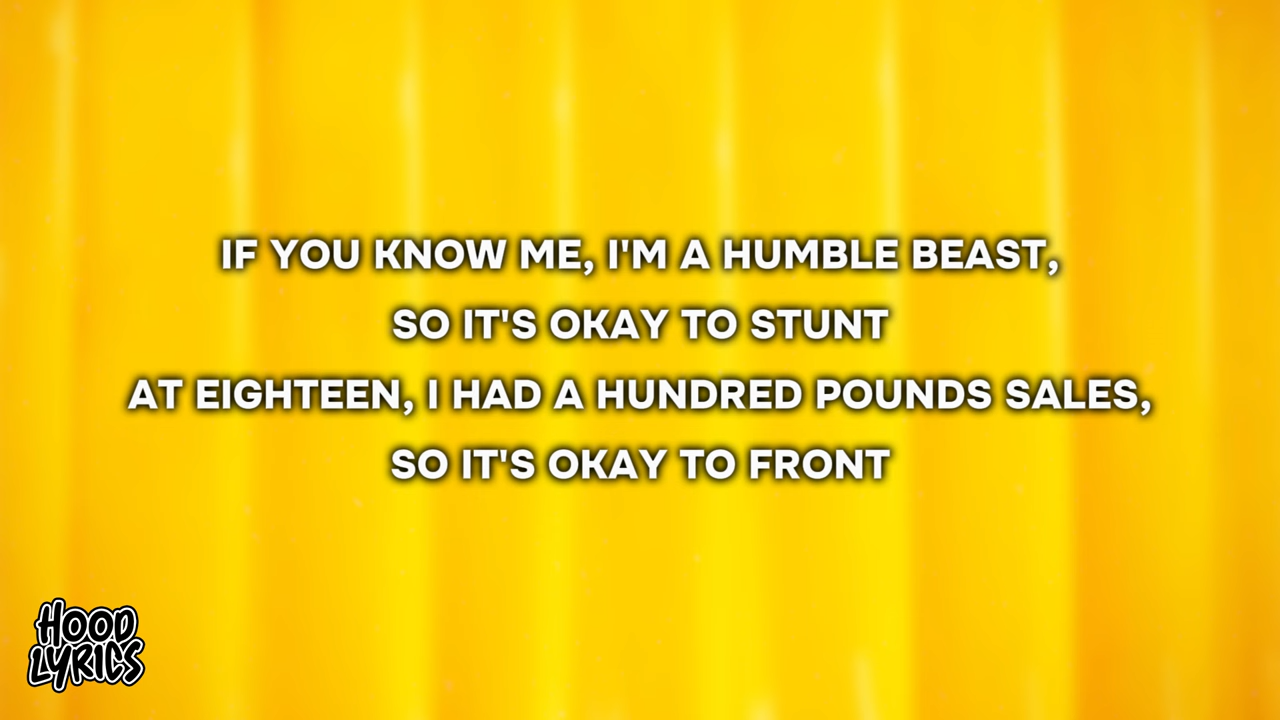 IF YOU KNOW ME, I'M A HUMBLE BEAST,
SO IT'S OKAY TO STUNT
AT EIGHTEEN, I HAD A HUNDRED POUNDS SALES,
SO IT'S OKAY TO FRONT
HOOD
LYRICS